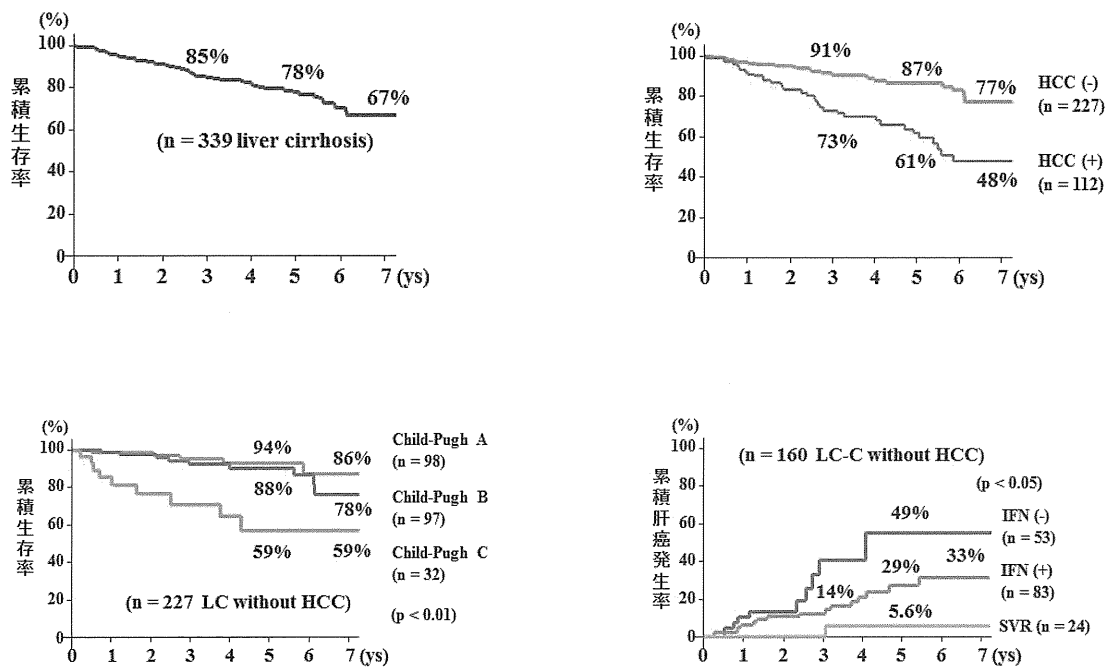 (%)
100
80
60
40
20
0
累積生存率
85%
78%
67%
(n = 339 liver cirrhosis)
0 1 2 3 4 5 6 7 (ys)
(%)
100
80
60
40
20
0
累積生存率
91%
87%
77%
73%
61%
48%
HCC (-)
(n = 227)
HCC (+)
(n = 112)
0 1 2 3 4 5 6 7 (ys)
(%)
100
80
60
40
20
0
累積生存率
94%
86%
88%
78%
59%
59%
Child-Pugh A
(n = 98)
Child-Pugh B
(n = 97)
Child-Pugh C
(n = 32)
(n = 227 LC without HCC)
(p < 0.01)
0 1 2 3 4 5 6 7 (ys)
(%)
100
80
60
40
20
0
累積肝癌発生率
(n = 160 LC-C without HCC)
(p < 0.05)
49%
IFN (-)
(n = 53)
33%
29%
14%
IFN (+)
(n = 83)
5.6%
SVR (n = 24)
0 1 2 3 4 5 6 7 (ys)